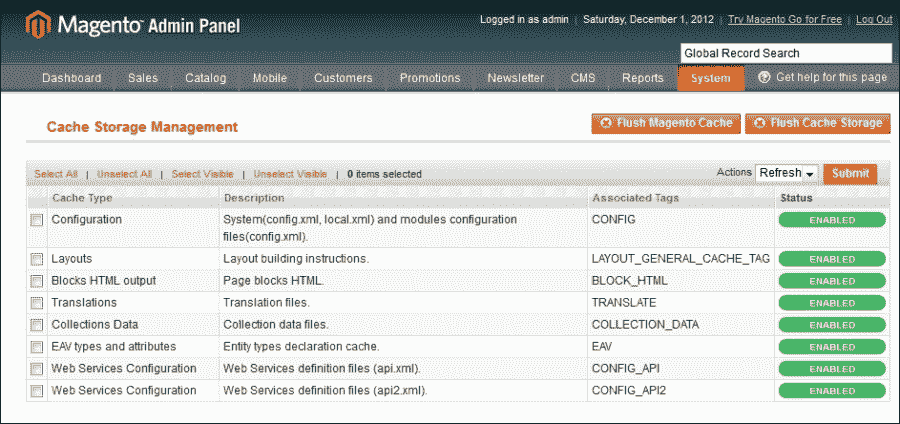 Logged in as admin | Saturday, December 1, 2012 | Try Magento Go for Free | Log Out
Magento Admin Panel
Global Record Search
Dashboard Sales Catalog Mobile Customers Promotions Newsletter CMS Reports System Get help for this page
Cache Storage Management Flush Magento Cache Flush Cache Storage
Select All | Unselect All | Select Visible | Unselect Visible | 0 items selected Actions Refresh Submit
Cache Type Description Associated Tags Status
Configuration System(config.xml, local.xml) and modules configuration CONFIG ENABLED
files(config.xml).
Layouts Layout building instructions. LAYOUT_GENERAL_CACHE_TAG ENABLED
Blocks HTML output Page blocks HTML. BLOCK_HTML ENABLED
Translations Translation files. TRANSLATE ENABLED
Collections Data Collection data files. COLLECTION_DATA ENABLED
EAV types and attributes Entity types declaration cache. EAV ENABLED
Web Services Configuration Web Services definition files (api.xml). CONFIG_API ENABLED
Web Services Configuration Web Services definition files (api2.xml). CONFIG_API2 ENABLED